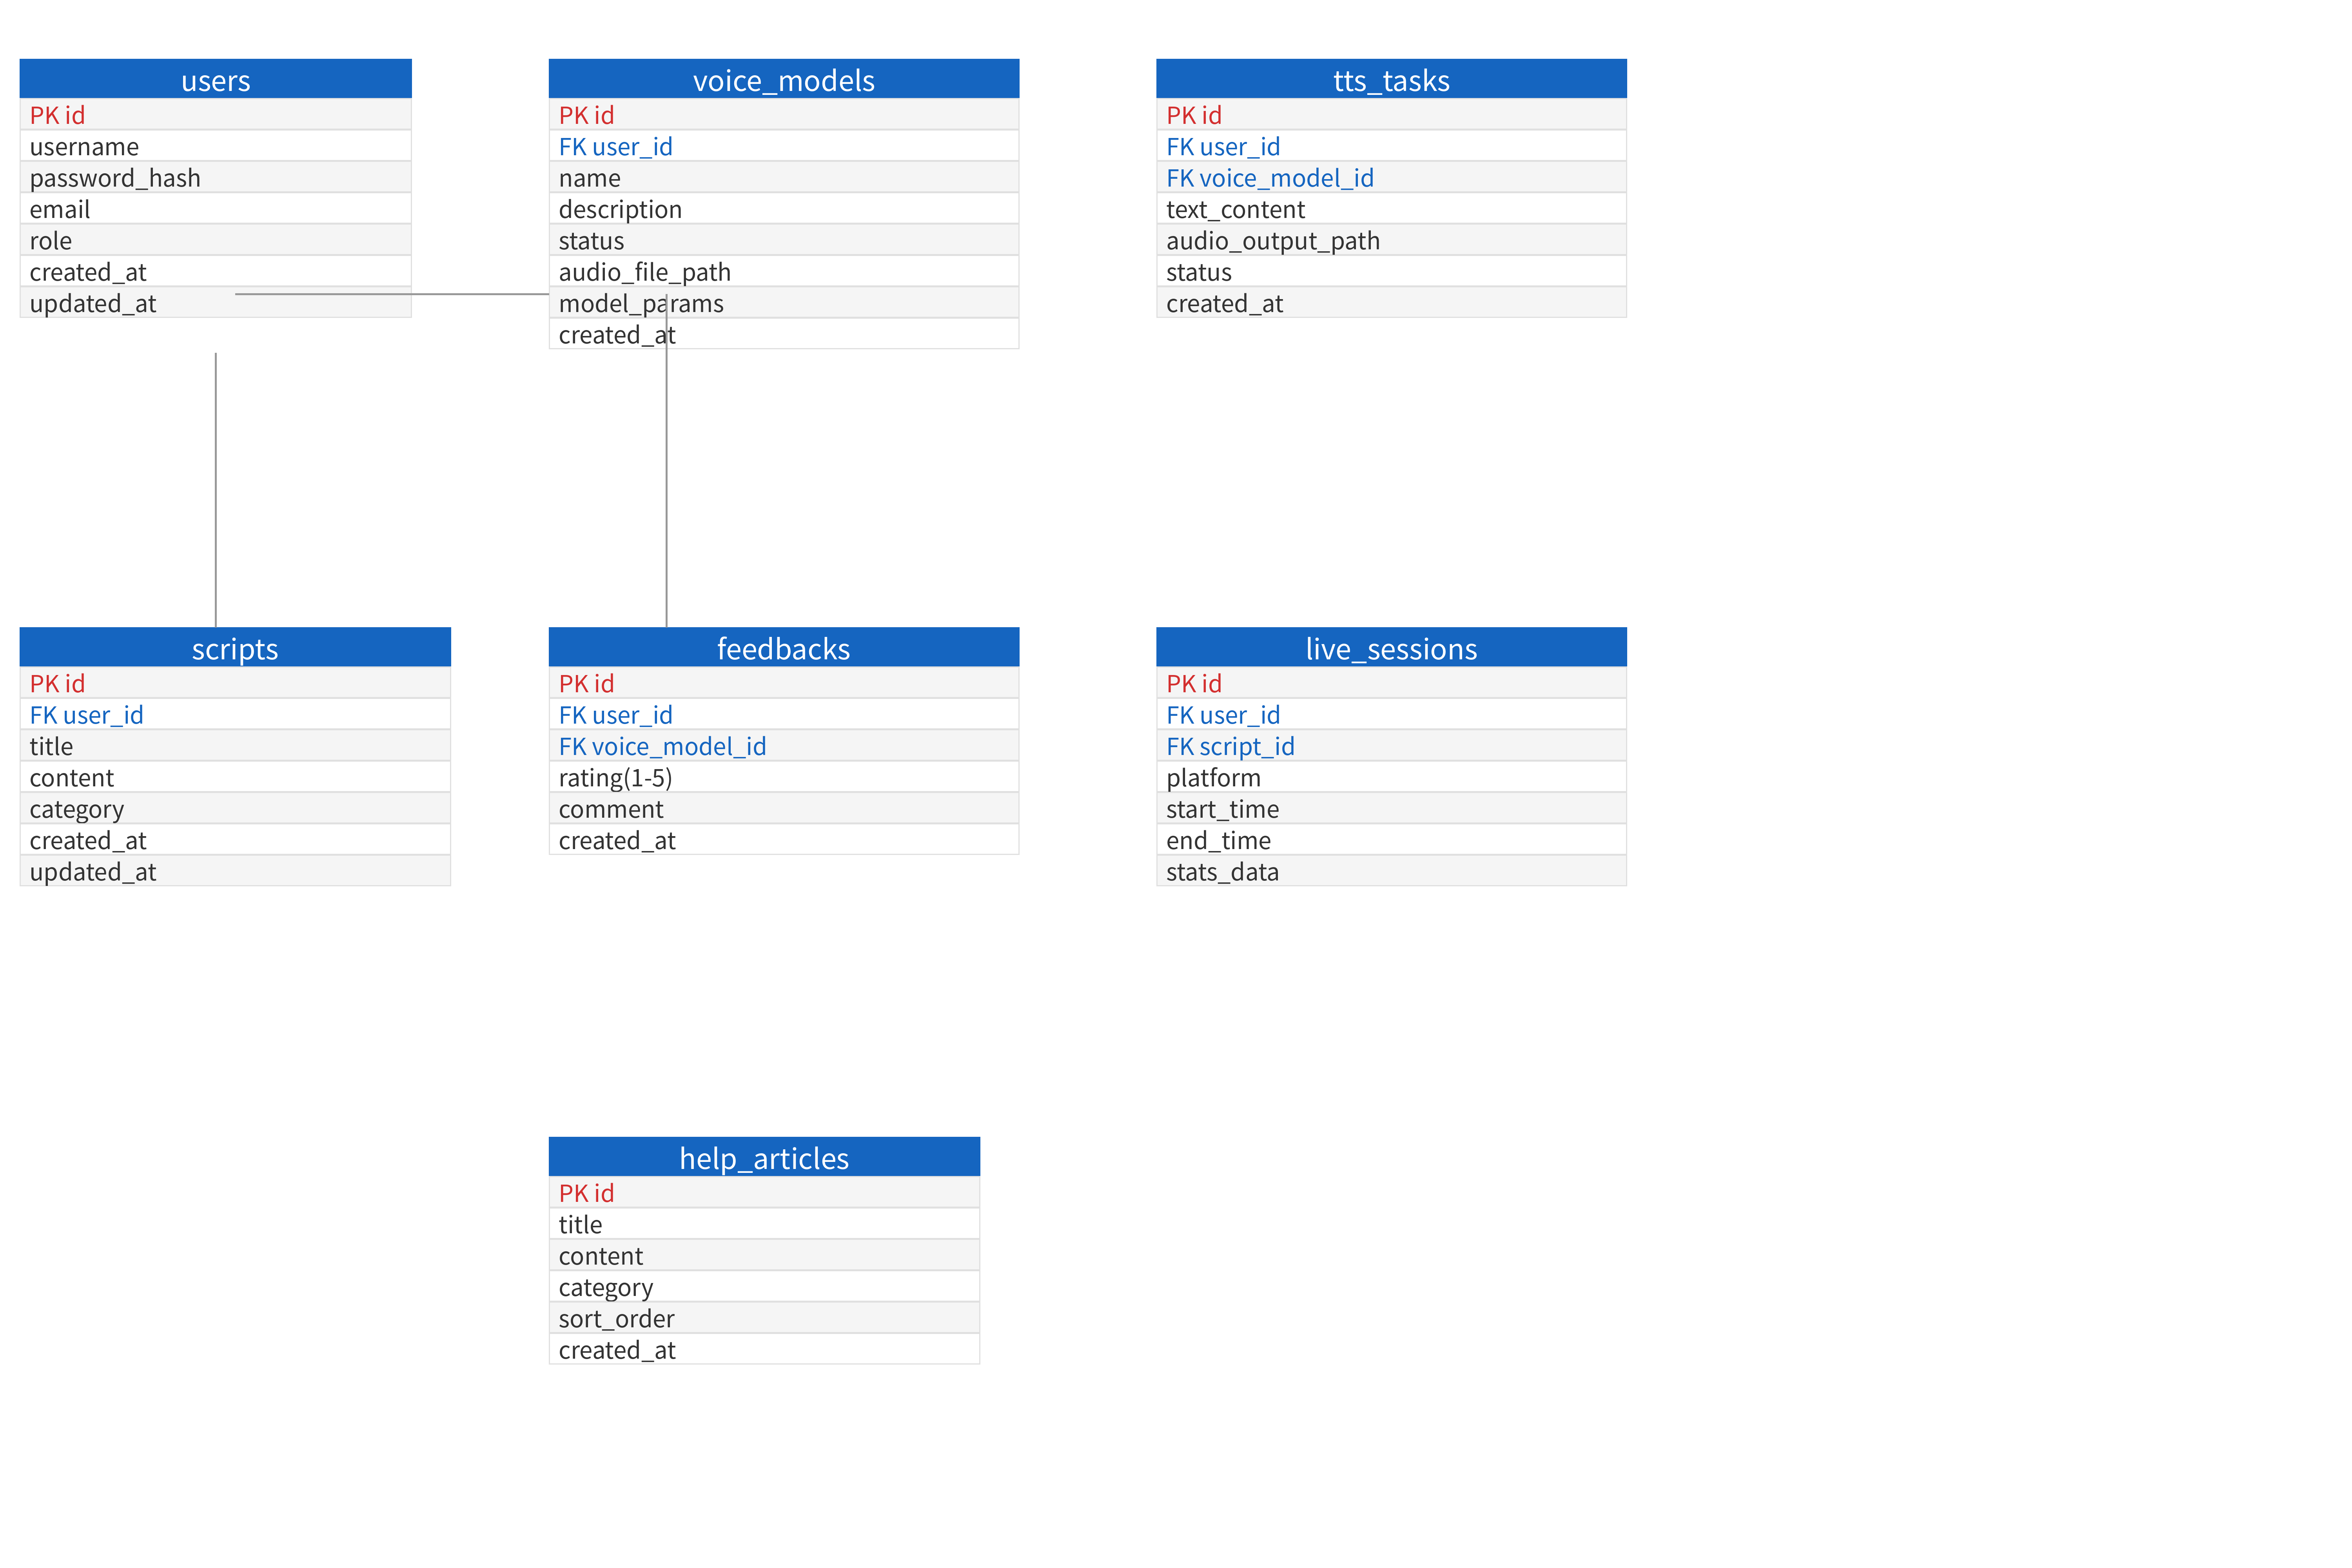 users
PK id
username
password_hash
email
role
created_at
updated_at
voice_models
PK id
FK user_id
name
description
status
audio_file_path
model_params
created_at
tts_tasks
PK id
FK user_id
FK voice_model_id
text_content
audio_output_path
status
created_at
scripts
PK id
FK user_id
title
content
category
created_at
updated_at
feedbacks
PK id
FK user_id
FK voice_model_id
rating(1-5)
comment
created_at
live_sessions
PK id
FK user_id
FK script_id
platform
start_time
end_time
stats_data
help_articles
PK id
title
content
category
sort_order
created_at